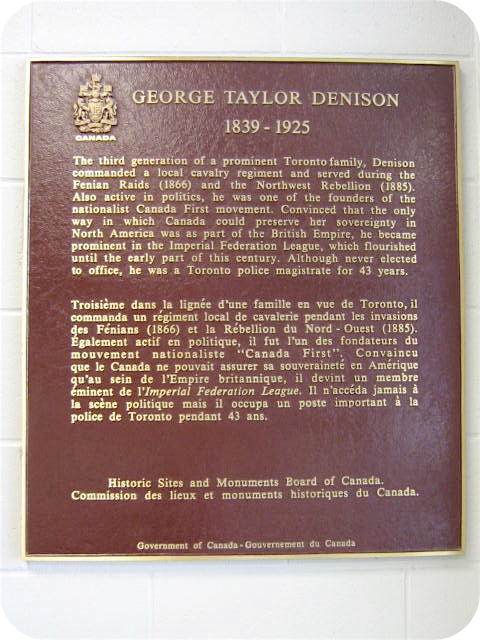 GEORGE TAYLOR DENISON
1839 - 1925
CANADA
The third generation of a prominent Toronto family, Denison
commanded a local cavalry regiment and served during the
Fenian Raids (1866) and the Northwest Rebellion (1885).
Also active in politics, he was one of the founders of the
nationalist Canada First movement. Convinced that the only
way in which Canada could preserve her sovereignty in
North America was as part of the British Empire, he became
prominent in the Imperial Federation League, which flourished
until the early part of this century. Although never elected
to office, he was a Toronto police magistrate for 43 years.
Troisième dans la lignée d'une famille en vue de Toronto, il
commanda un régiment local de cavalerie pendant les invasions
des Fénians (1866) et la Rébellion du Nord - Ouest (1885).
Également actif en politique, il fut l'un des fondateurs du
mouvement nationaliste "Canada First". Convaincu
que le Canada ne pouvait assurer sa souveraineté en Amérique
qu'au sein de l'Empire britannique, il devint un membre
éminent de l'Imperial Federation League. Il n'accéda jamais à
la scène politique mais il occupa un poste important à la
police de Toronto pendant 43 ans.
Historic Sites and Monuments Board of Canada.
Commission des lieux et monuments historiques du Canada.
Government of Canada - Gouvernement du Canada